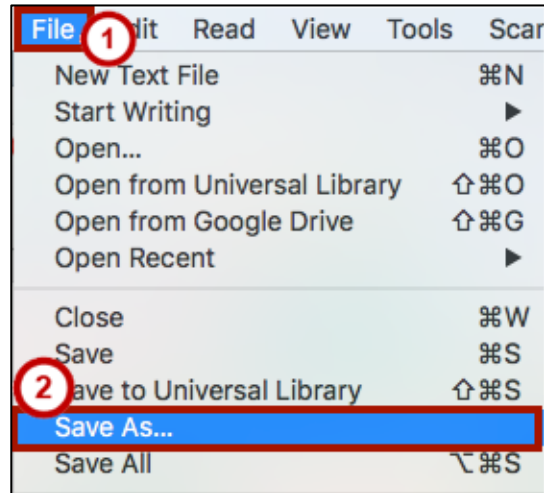 File 1 dit Read View Tools Scar
New Text File ⌘N
Start Writing ▶
Open... ⌘O
Open from Universal Library ⇧⌘O
Open from Google Drive ⇧⌘G
Open Recent ▶
Close ⌘W
Save ⌘S
2 ave to Universal Library ⇧⌘S
Save As...
Save All ⌥⌘S